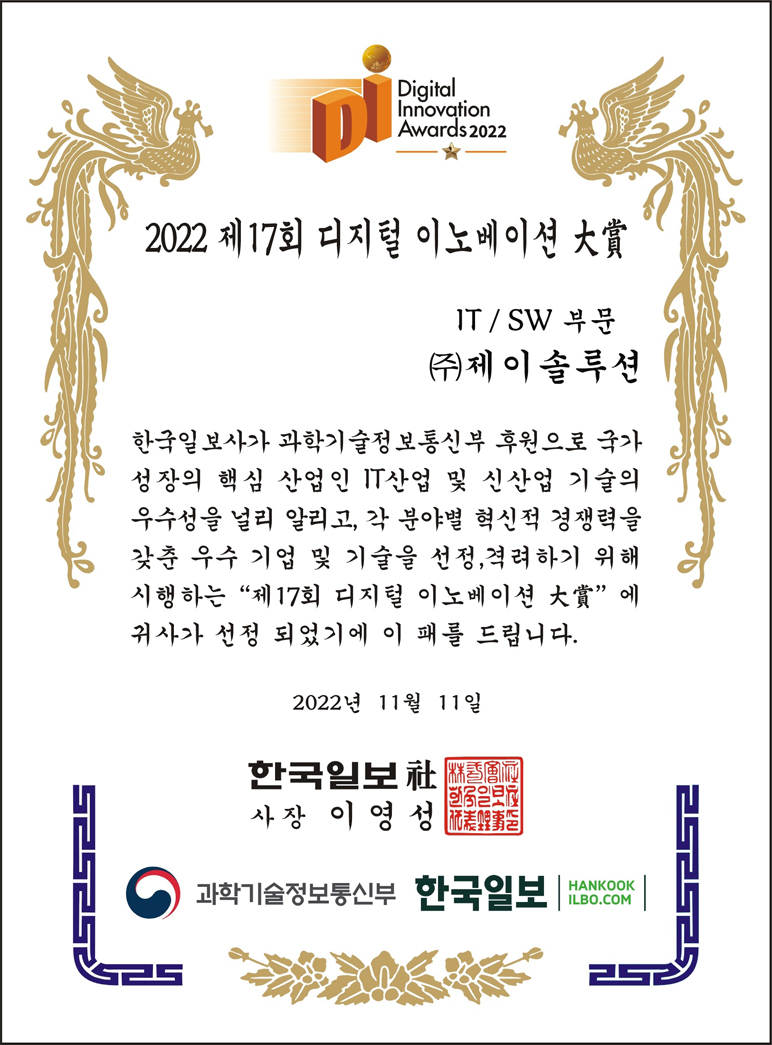 DI
Digital
Innovation
Awards 2022
2022 제17회 디지털 이노베이션 大賞
IT / SW 부문
㈜제이솔루션
한국일보사가 과학기술정보통신부 후원으로 국가
성장의 핵심 산업인 IT산업 및 신산업 기술의
우수성을 널리 알리고, 각 분야별 혁신적 경쟁력을
갖춘 우수 기업 및 기술을 선정,격려하기 위해
시행하는 “제17회 디지털 이노베이션 大賞” 에
귀사가 선정 되었기에 이 패를 드립니다.
2022년 11월 11일
한국일보 社
사장 이영성
과학기술정보통신부 한국일보 HANKOOK
ILBO.COM